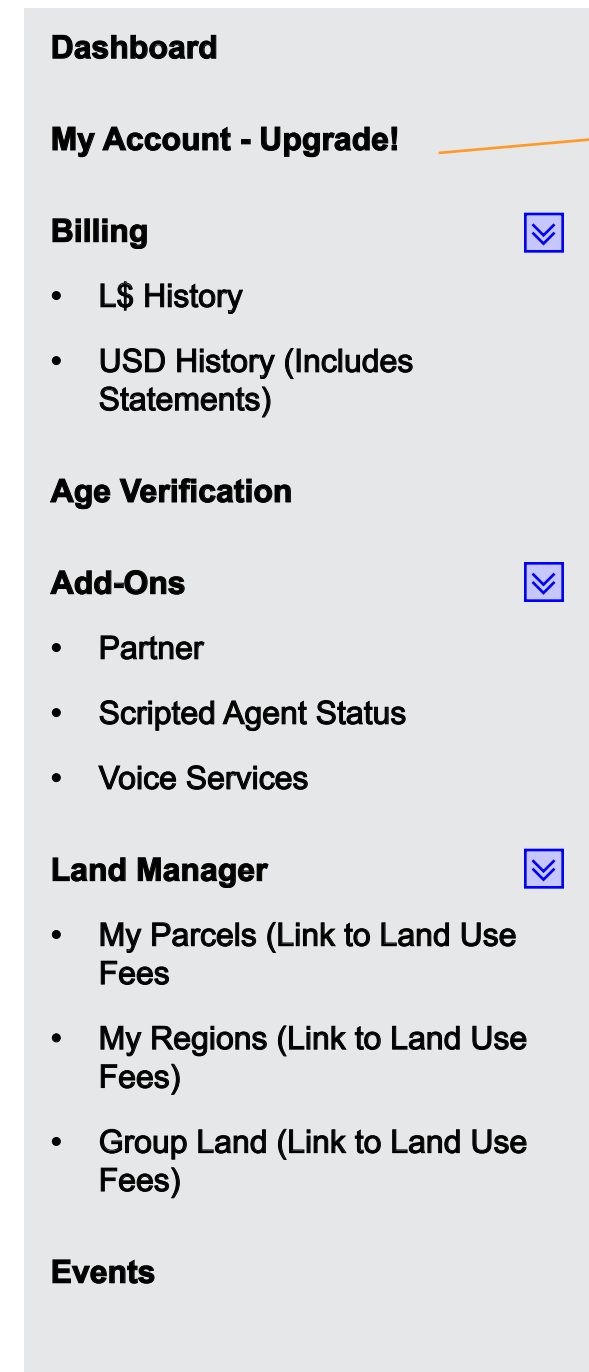 Dashboard
My Account - Upgrade!
Billing
• L$ History
• USD History (Includes
Statements)
Age Verification
Add-Ons
• Partner
• Scripted Agent Status
• Voice Services
Land Manager
• My Parcels (Link to Land Use
Fees
• My Regions (Link to Land Use
Fees)
• Group Land (Link to Land Use
Fees)
Events